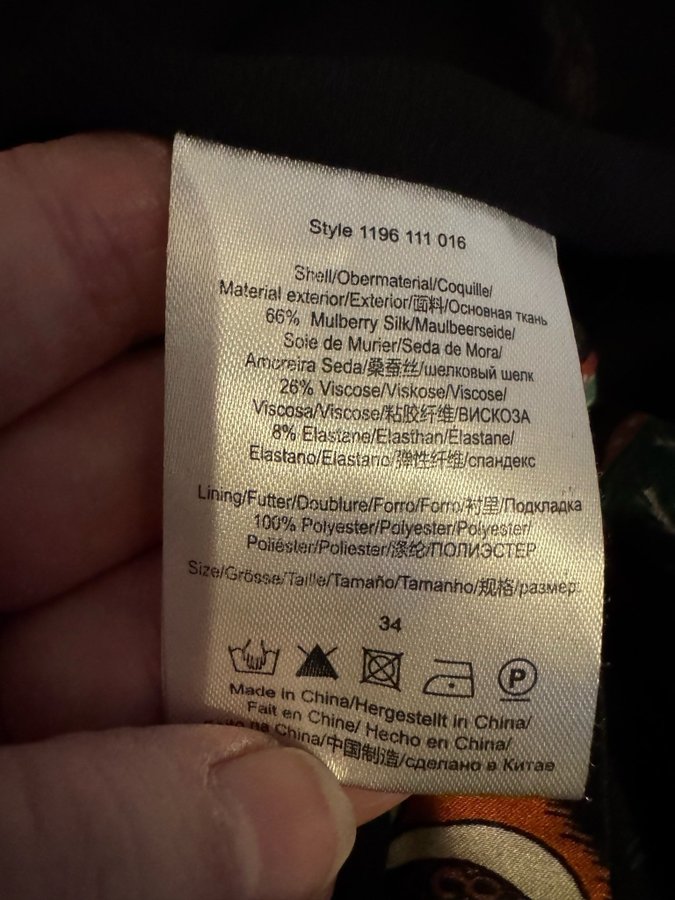 Style 1196 111 016
Shell/Obermaterial/Coquille/
Material exterior/Exterior/面料/Основная ткань
66% Mulberry Silk/Maulbeerseide/
Soie de Murier/Seda de Mora/
Amoreira Seda/桑蚕丝/шелковый шелк
26% Viscose/Viskose/Viscose/
Viscosa/Viscose/粘胶纤维/ВИСКОЗА
8% Elastane/Elasthan/Elastane/
Elastano/Elastano/弹性纤维/спандекс
Lining/Futter/Doublure/Forro/Forro/衬里/Подкладка
100% Polyester/Polyester/Polyester/
Poliéster/Poliester/涤纶/ПОЛИЭСТЕР
Size/Grösse/Taille/Tamaño/Tamanho/规格/размер:
34
P
Made in China/Hergestellt in China/
Fait en Chine/ Hecho en China/
na China/中国制造/сделано в Китае